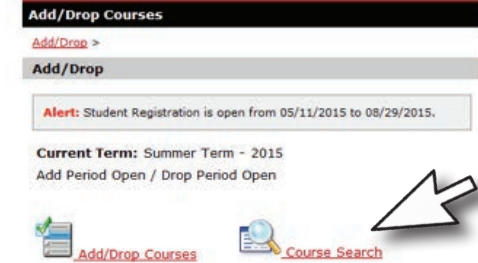 Add/Drop Courses
Add/Drop >
Add/Drop
Alert: Student Registration is open from 05/11/2015 to 08/29/2015.
Current Term: Summer Term - 2015
Add Period Open / Drop Period Open
Add/Drop Courses Course Search